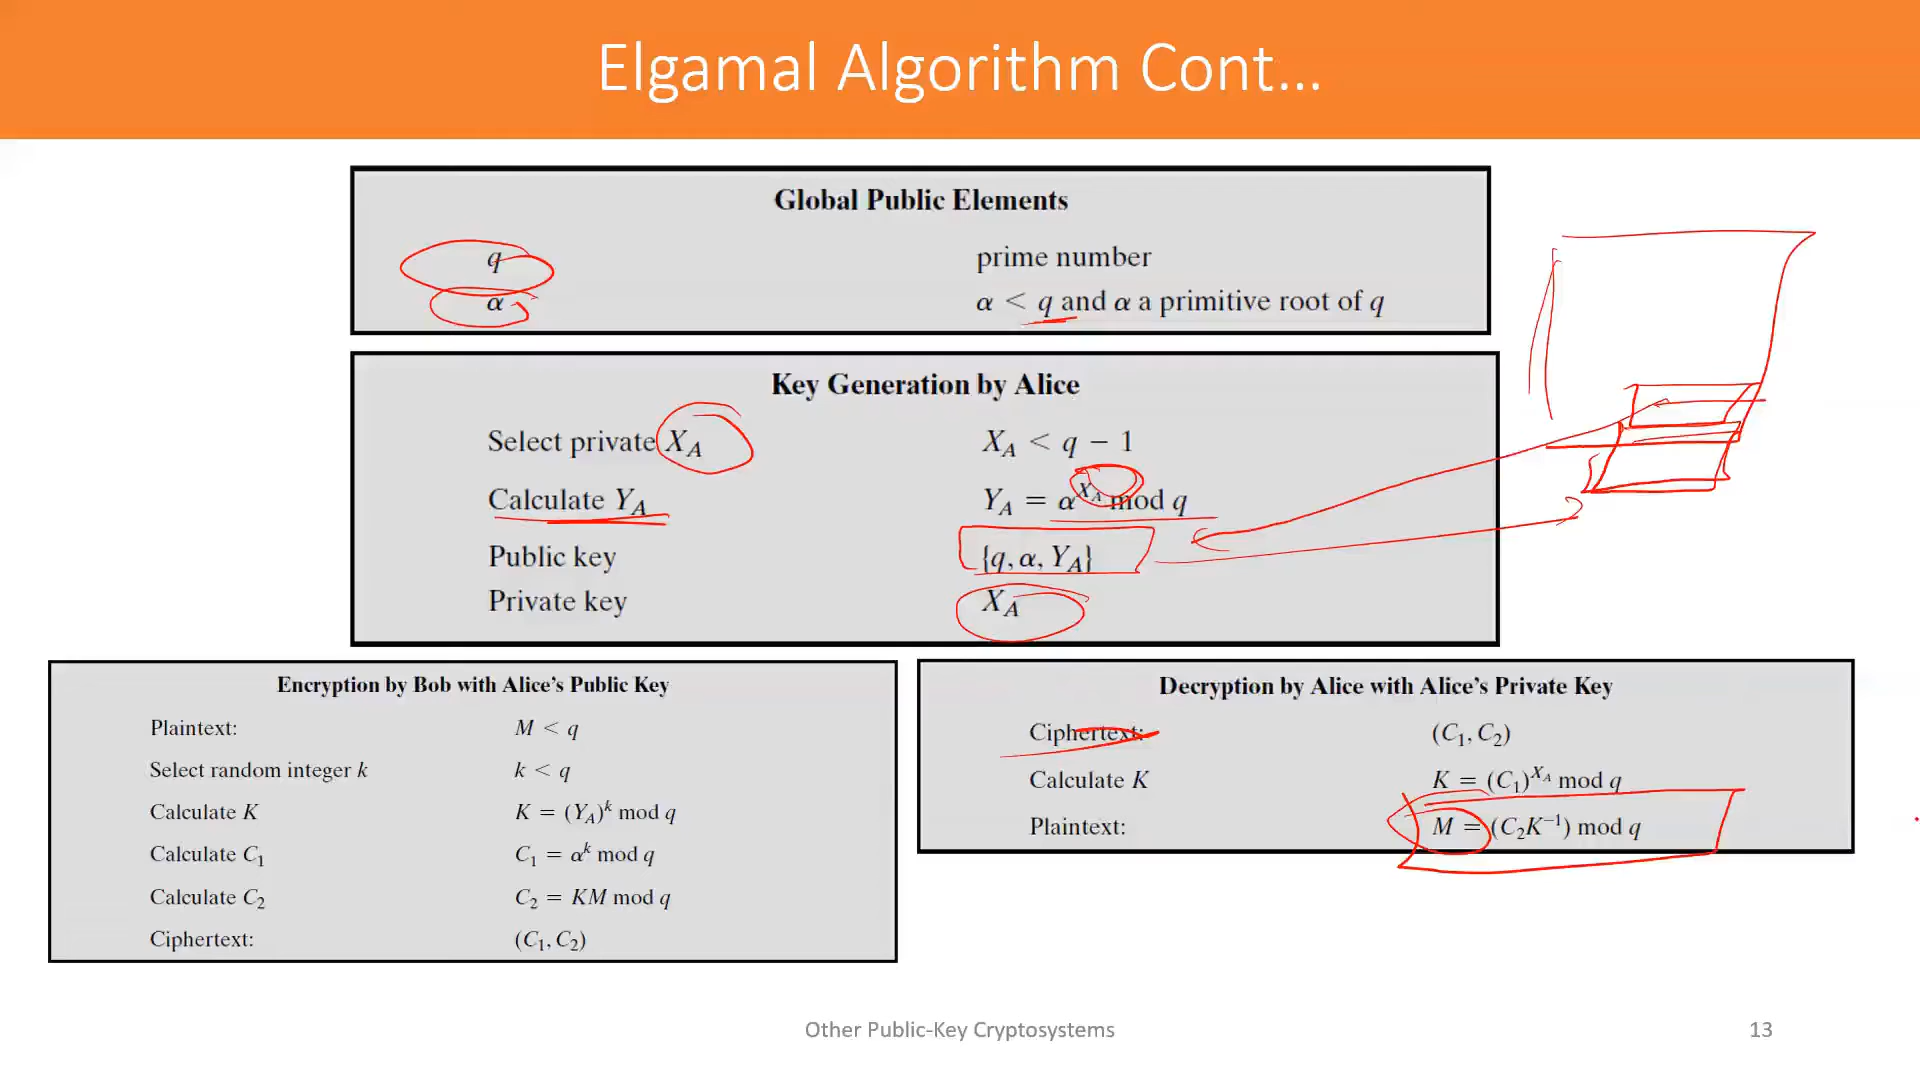 Elgamal Algorithm Cont...
Global Public Elements
q prime number
α α < q and α a primitive root of q
Key Generation by Alice
Select private X_A X_A < q − 1
Calculate Y_A Y_A = α^{X_A} mod q
Public key {q, α, Y_A}
Private key X_A
Encryption by Bob with Alice's Public Key
Plaintext: M < q
Select random integer k k < q
Calculate K K = (Y_A)^k mod q
Calculate C_1 C_1 = α^k mod q
Calculate C_2 C_2 = KM mod q
Ciphertext: (C_1, C_2)
Decryption by Alice with Alice's Private Key
Ciphertext: (C_1, C_2)
Calculate K K = (C_1)^{X_A} mod q
Plaintext: M = (C_2K^{−1}) mod q
Other Public-Key Cryptosystems
13